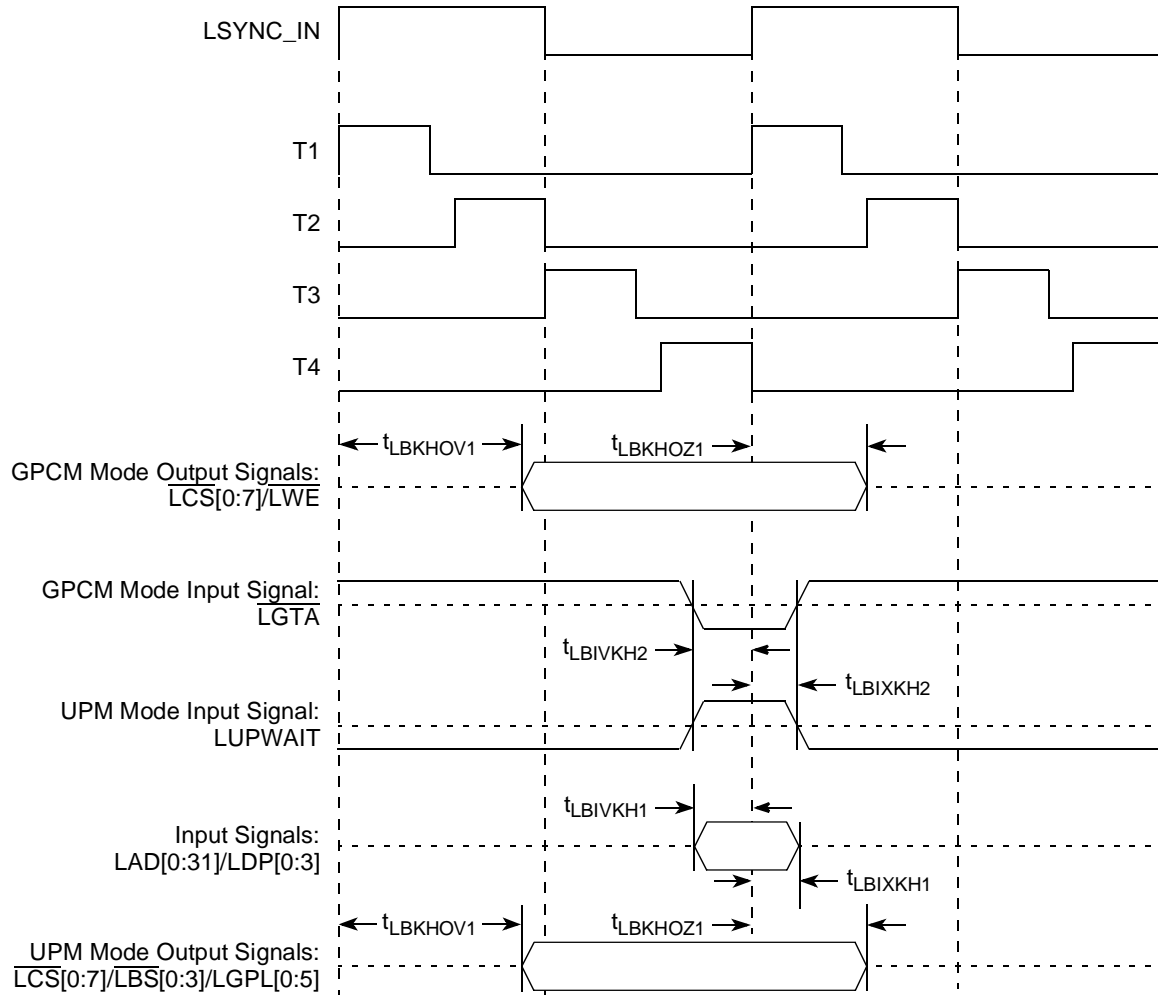 LSYNC_IN
T1
T2
T3
T4
tLBKHOV1
tLBKHOZ1
GPCM Mode Output Signals:
LCS[0:7]/LWE
GPCM Mode Input Signal:
LGTA
tLBIVKH2
tLBIXKH2
UPM Mode Input Signal:
LUPWAIT
tLBIVKH1
Input Signals:
LAD[0:31]/LDP[0:3]
tLBIXKH1
tLBKHOV1
tLBKHOZ1
UPM Mode Output Signals:
LCS[0:7]/LBS[0:3]/LGPL[0:5]